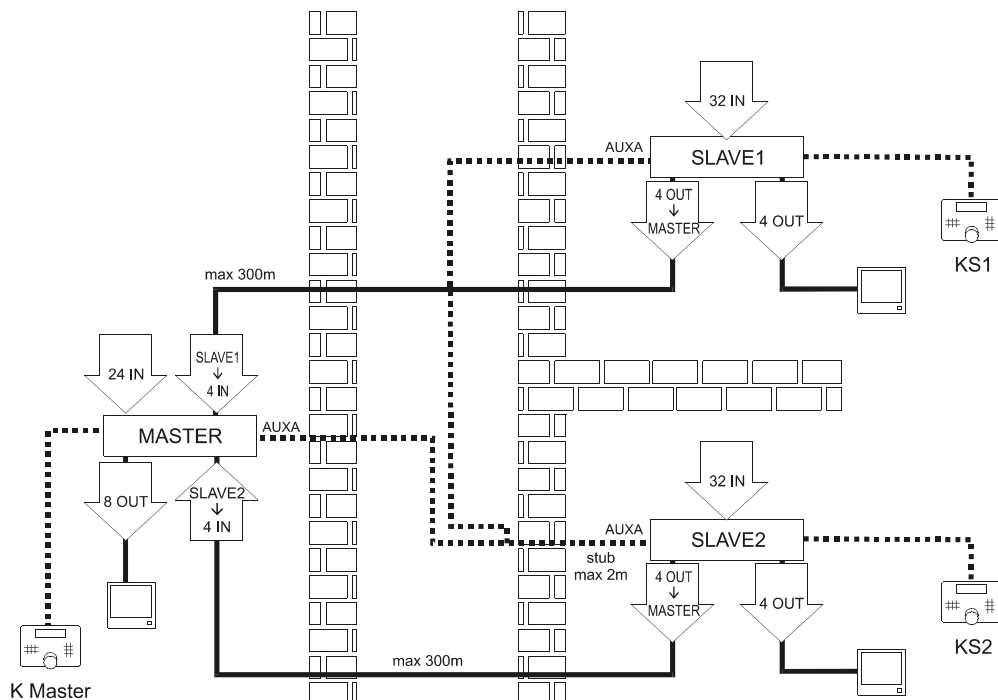 32 IN
AUXA
SLAVE1
4 OUT
↓
MASTER
4 OUT
KS1
max 300m
24 IN
SLAVE1
↓
4 IN
MASTER
AUXA
8 OUT
SLAVE2
↓
4 IN
32 IN
AUXA
SLAVE2
stub
max 2m
4 OUT
↓
MASTER
4 OUT
KS2
max 300m
K Master